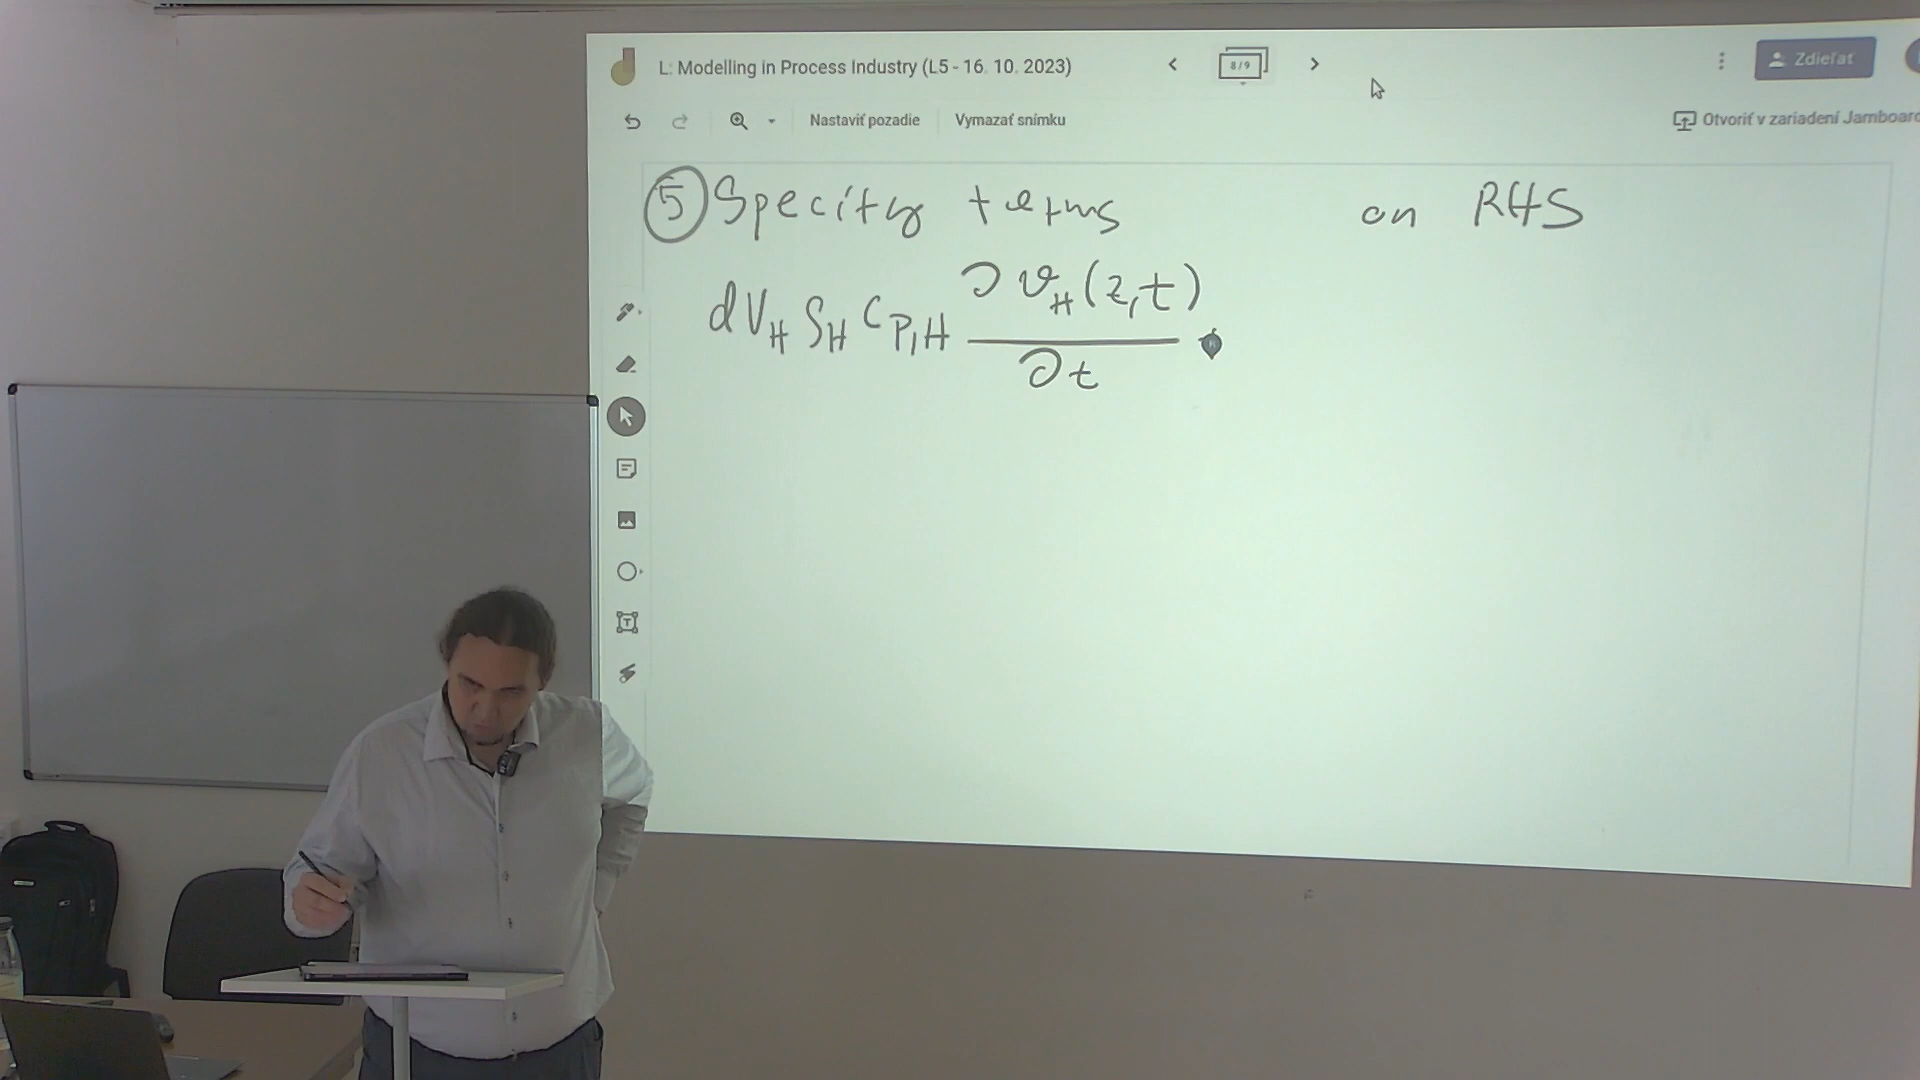 L: Modelling in Process Industry (L5 - 16. 10. 2023)
8/9
Zdieľať
Nastaviť pozadie
Vymazať snímku
Otvoriť v zariadení Jamboard
⑤ Specify terms on RHS
dV_H ρ_H c_{P,H} ∂ϑ_H(z,t) / ∂t